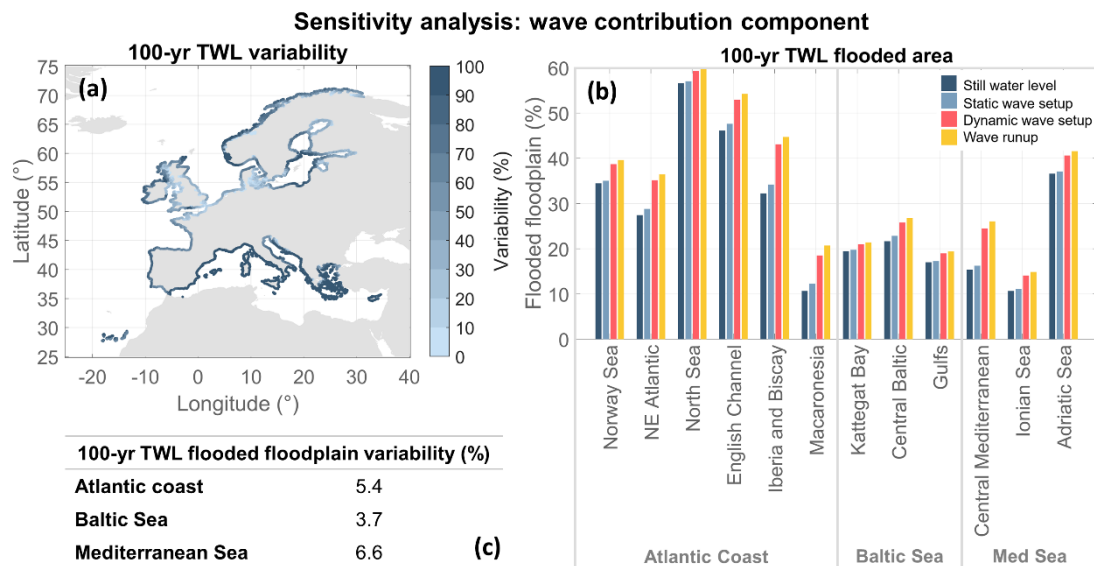 Sensitivity analysis: wave contribution component
100-yr TWL variability
(a)
75
70
65
60
55
50
45
40
35
30
25
Latitude (°)
-20 -10 0 10 20 30 40
Longitude (°)
100
90
80
70
60
50
40
30
20
10
0
Variability (%)
100-yr TWL flooded area
(b)
60
50
40
30
20
10
0
Flooded floodplain (%)
Still water level
Static wave setup
Dynamic wave setup
Wave runup
Norway Sea
NE Atlantic
North Sea
English Channel
Iberia and Biscay
Macaronesia
Kattegat Bay
Central Baltic
Gulfs
Central Mediterranean
Ionian Sea
Adriatic Sea
Atlantic Coast
Baltic Sea
Med Sea
100-yr TWL flooded floodplain variability (%)
Atlantic coast 5.4
Baltic Sea 3.7
Mediterranean Sea 6.6
(c)